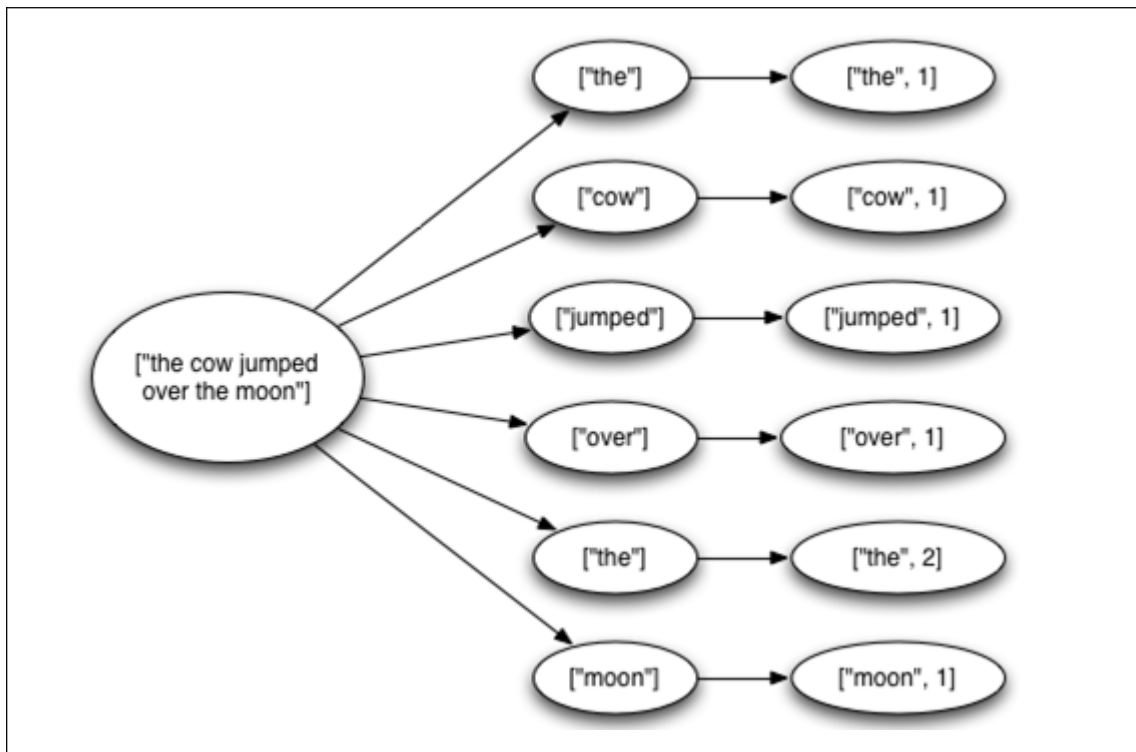 ["the"]
["the", 1]
["cow"]
["cow", 1]
["jumped"]
["jumped", 1]
["the cow jumped
over the moon"]
["over"]
["over", 1]
["the"]
["the", 2]
["moon"]
["moon", 1]